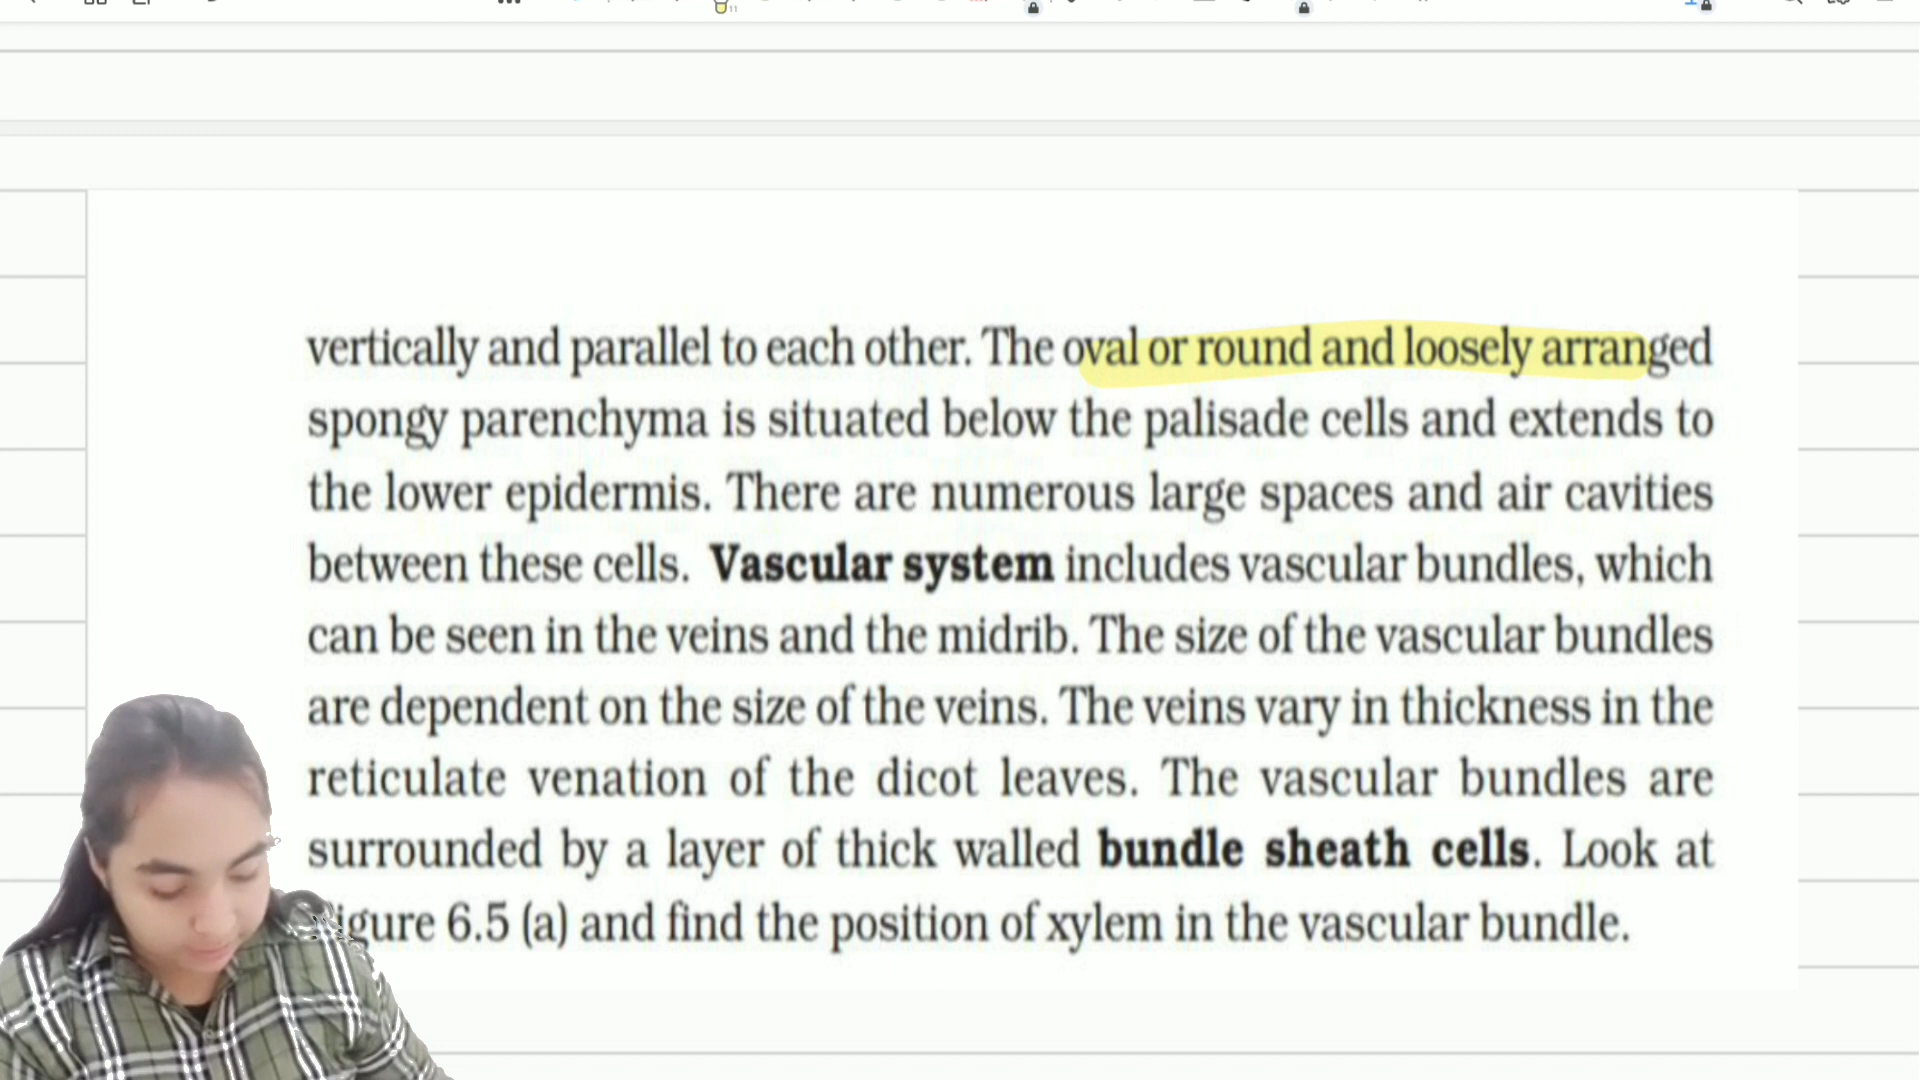 vertically and parallel to each other. The oval or round and loosely arranged
spongy parenchyma is situated below the palisade cells and extends to
the lower epidermis. There are numerous large spaces and air cavities
between these cells. Vascular system includes vascular bundles, which
can be seen in the veins and the midrib. The size of the vascular bundles
are dependent on the size of the veins. The veins vary in thickness in the
reticulate venation of the dicot leaves. The vascular bundles are
surrounded by a layer of thick walled bundle sheath cells. Look at
igure 6.5 (a) and find the position of xylem in the vascular bundle.